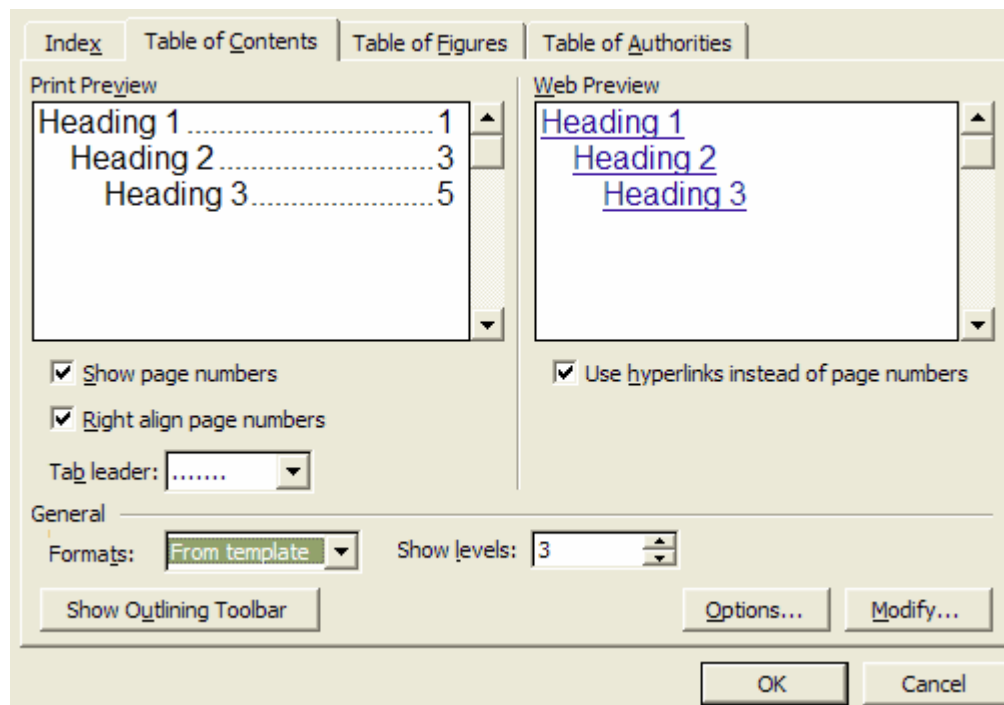 Index Table of Contents Table of Figures Table of Authorities
Print Preview
Heading 1..............................1
Heading 2..........................3
Heading 3......................5
Show page numbers
Right align page numbers
Tab leader: .......
Web Preview
Heading 1
Heading 2
Heading 3
Use hyperlinks instead of page numbers
General
Formats: From template Show levels: 3
Show Outlining Toolbar Options... Modify...
OK Cancel